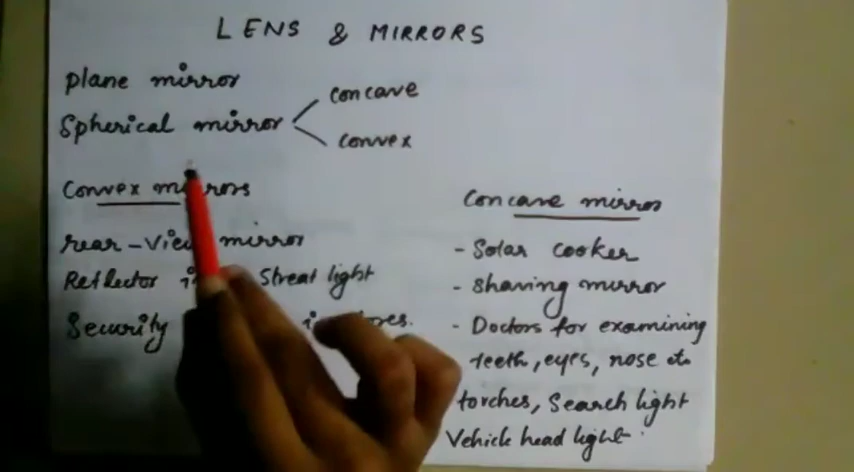 LENS & MIRRORS
plane mirror
Spherical mirror
concave
convex
Convex mirrors
rear-view mirror
Reflector Streat light
Security
Concave mirror
- Solar cooker
- Shaving mirror
- Doctors for examining
teeth, eyes, nose etc
torches, Search light
Vehicle head light.